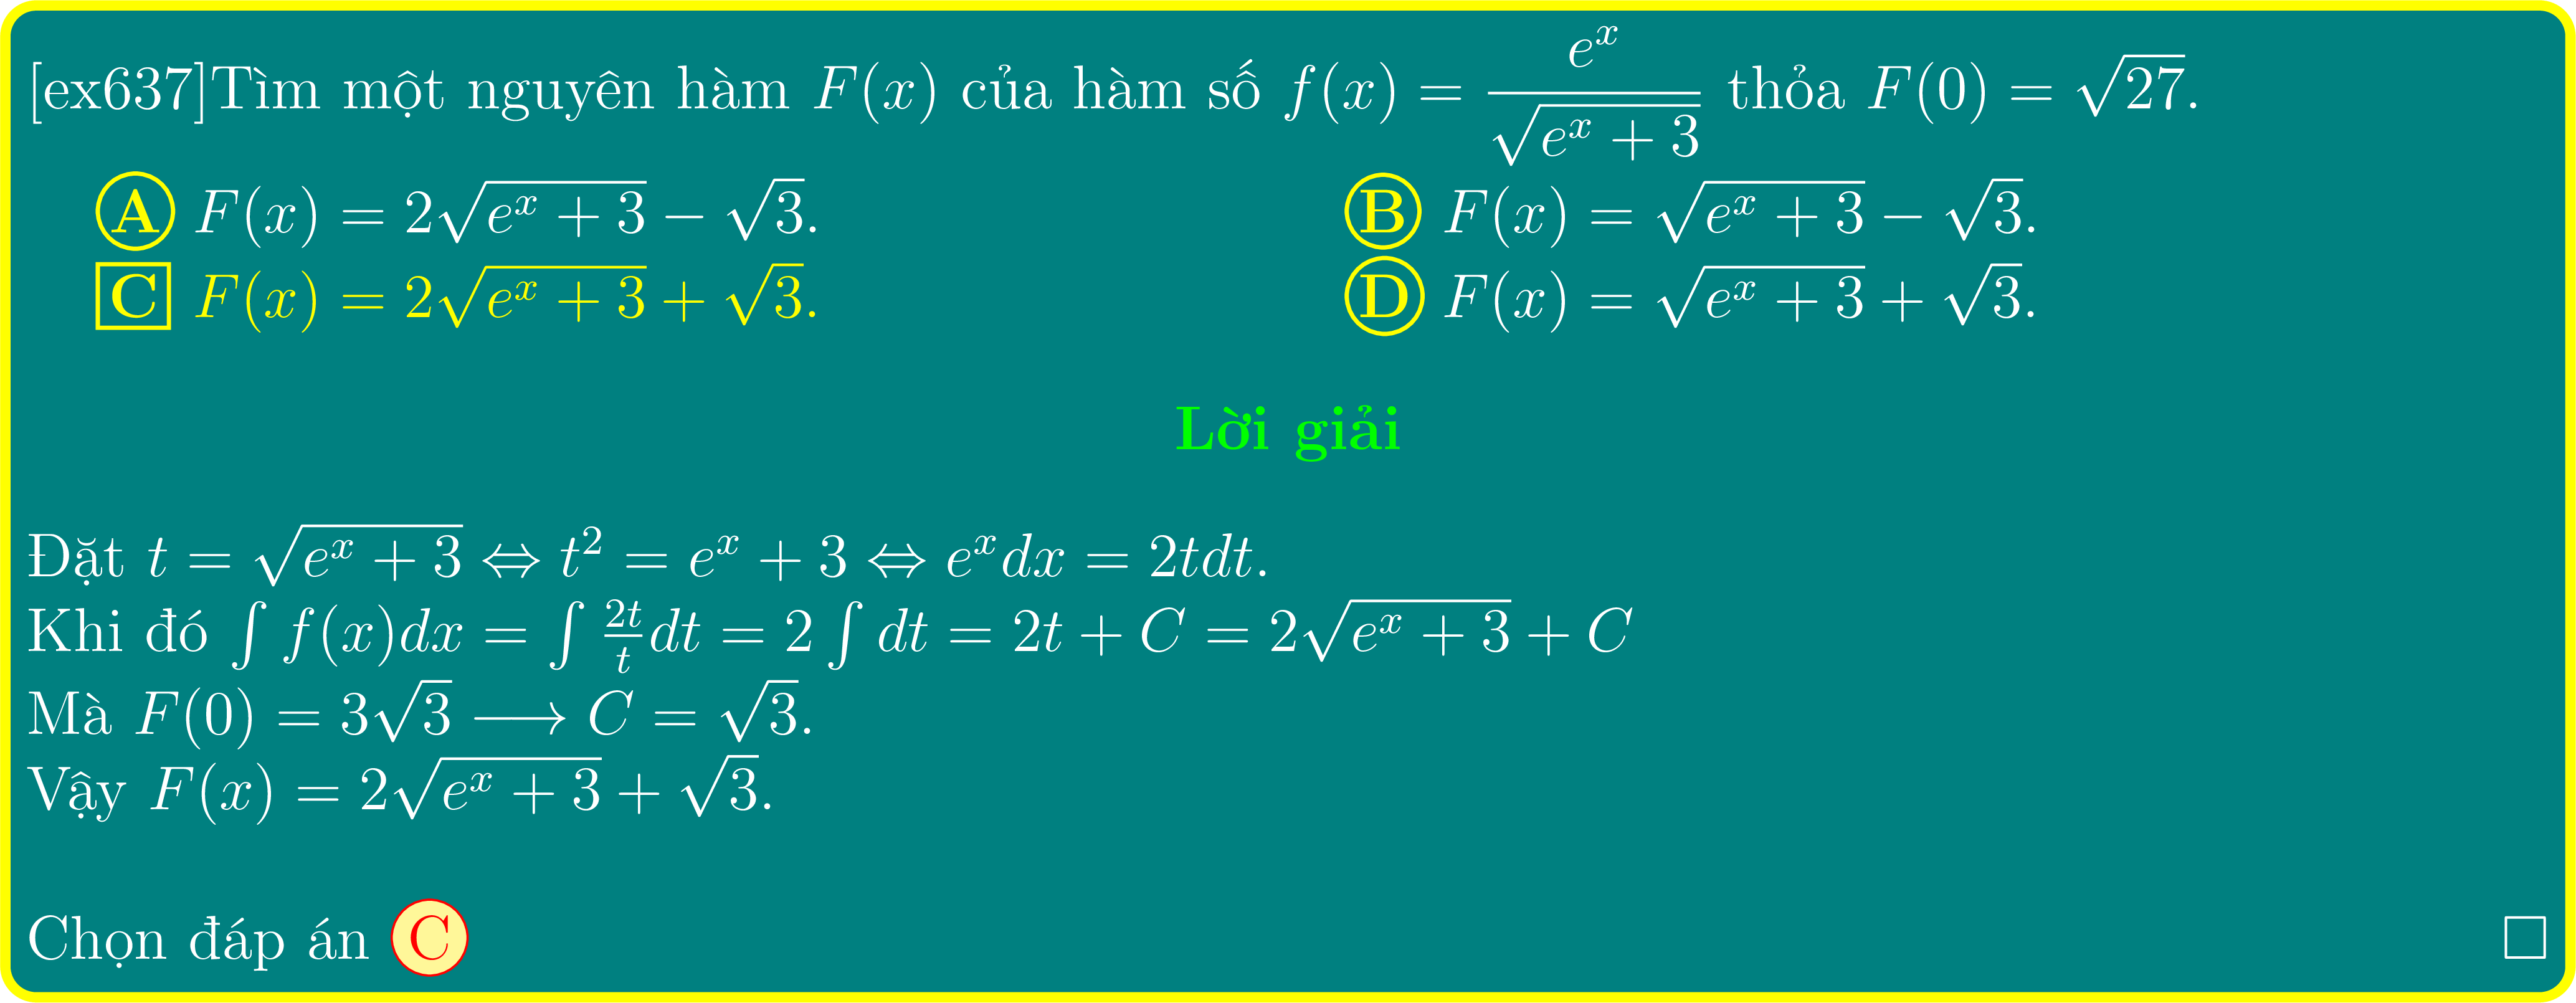 [ex637]Tìm một nguyên hàm $F(x)$ của hàm số $f(x) = \dfrac{e^x}{\sqrt{e^x + 3}}$ thỏa $F(0) = \sqrt{27}$.
A $F(x) = 2\sqrt{e^x + 3} - \sqrt{3}$. B $F(x) = \sqrt{e^x + 3} - \sqrt{3}$.
C $F(x) = 2\sqrt{e^x + 3} + \sqrt{3}$. D $F(x) = \sqrt{e^x + 3} + \sqrt{3}$.
Lời giải
Đặt $t = \sqrt{e^x + 3} \Leftrightarrow t^2 = e^x + 3 \Leftrightarrow e^x dx = 2tdt$.
Khi đó $\int f(x)dx = \int \frac{2t}{t}dt = 2\int dt = 2t + C = 2\sqrt{e^x + 3} + C$
Mà $F(0) = 3\sqrt{3} \longrightarrow C = \sqrt{3}$.
Vậy $F(x) = 2\sqrt{e^x + 3} + \sqrt{3}$.
Chọn đáp án C □